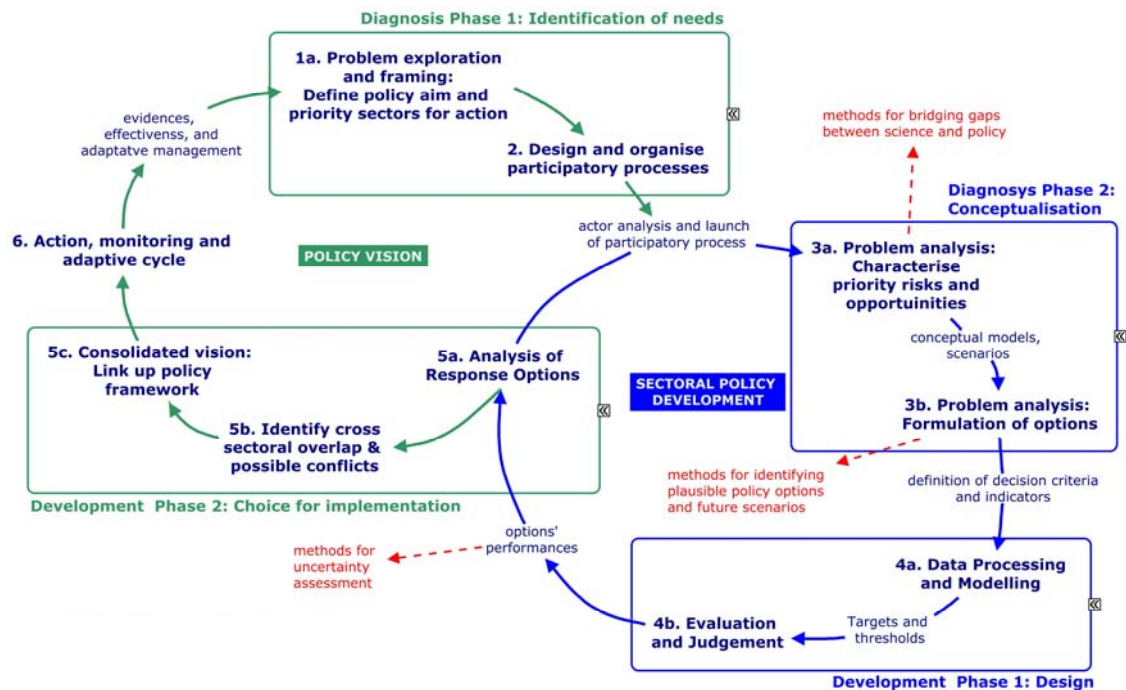 Diagnosis Phase 1: Identification of needs
1a. Problem exploration
and framing:
Define policy aim and
priority sectors for action
2. Design and organise
participatory processes
evidences,
effectivenss, and
adaptatve management
methods for bridging gaps
between science and policy
Diagnosys Phase 2:
Conceptualisation
actor analysis and launch
of participatory process
6. Action, monitoring and
adaptive cycle
POLICY VISION
3a. Problem analysis:
Characterise
priority risks and
opportuinities
conceptual models,
scenarios
3b. Problem analysis:
Formulation of options
SECTORAL POLICY
DEVELOPMENT
5c. Consolidated vision:
Link up policy
framework
5a. Analysis of
Response Options
5b. Identify cross
sectoral overlap &
possible conflicts
Development  Phase 2: Choice for implementation
methods for identifying
plausible policy options
and future scenarios
definition of decision criteria
and indicators
options'
performances
methods for
uncertainty
assessment
4a. Data Processing
and Modelling
Targets and
thresholds
4b. Evaluation
and Judgement
Development  Phase 1: Design